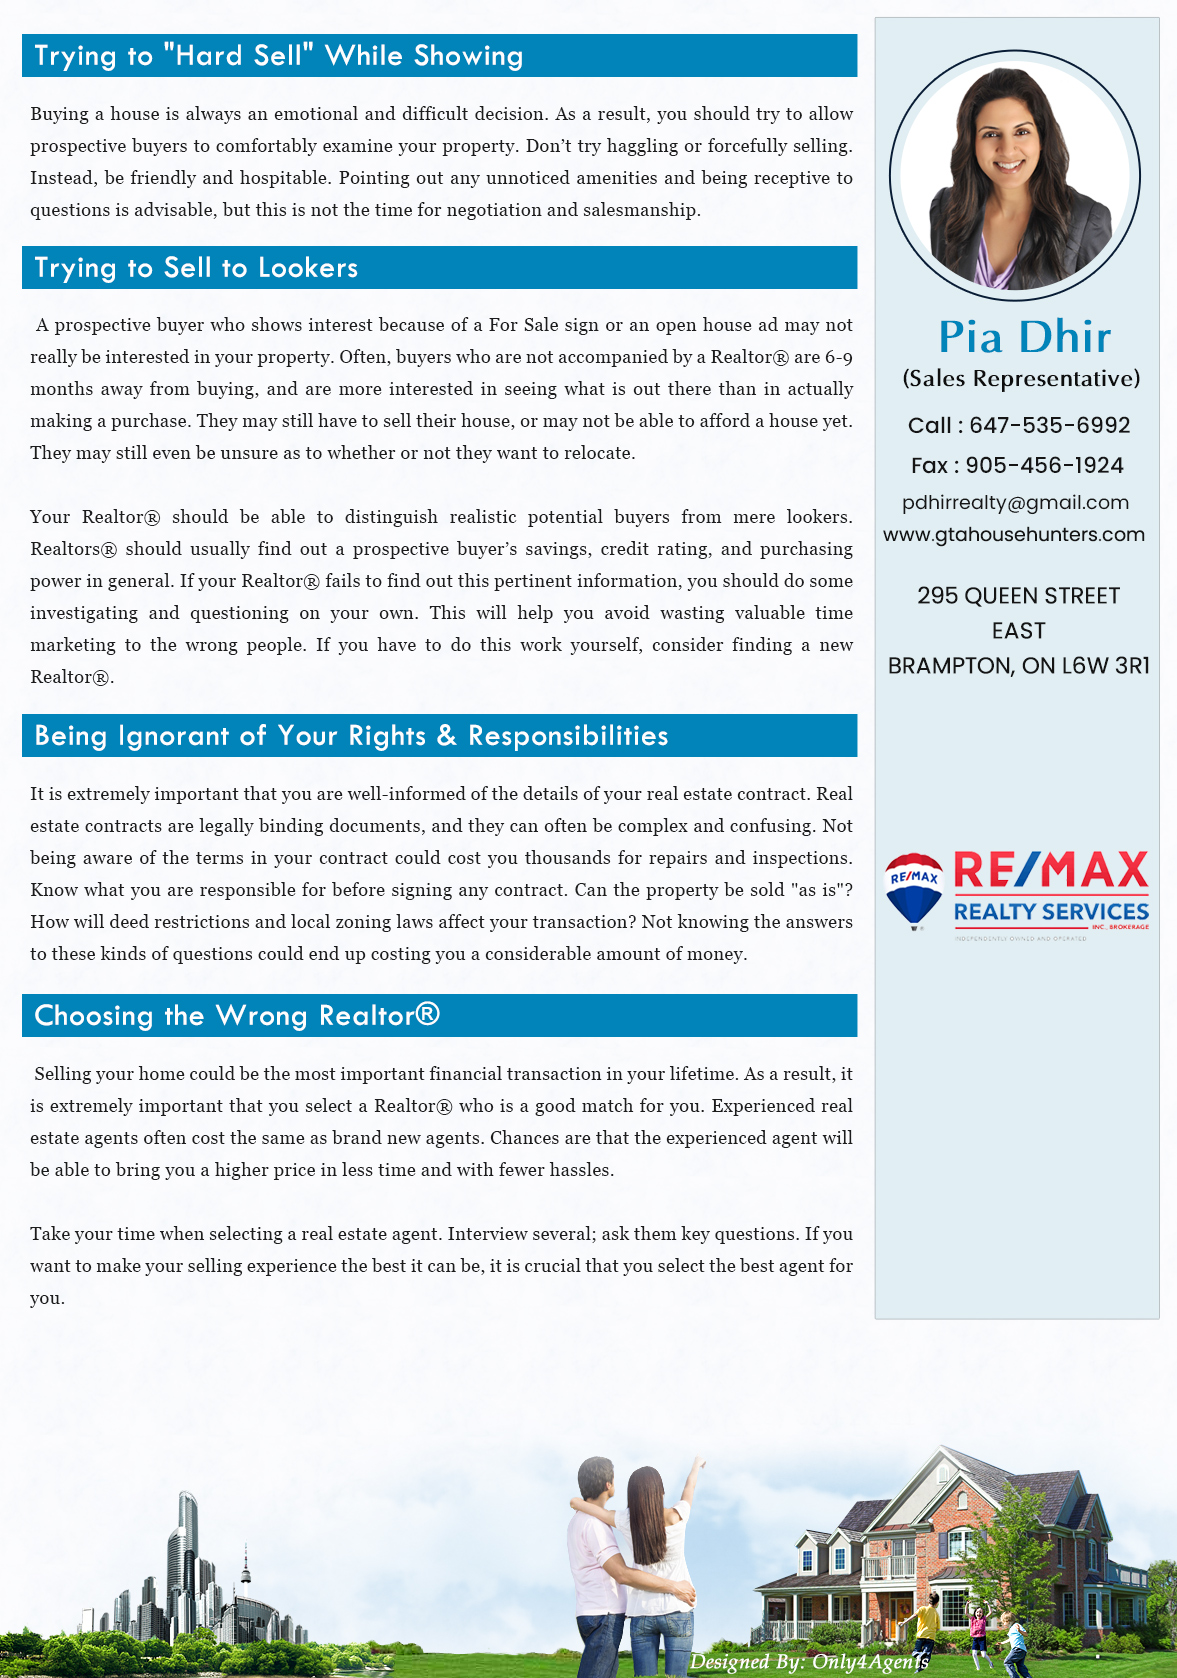 Trying to "Hard Sell" While Showing
Buying a house is always an emotional and difficult decision. As a result, you should try to allow
prospective buyers to comfortably examine your property. Don’t try haggling or forcefully selling.
Instead, be friendly and hospitable. Pointing out any unnoticed amenities and being receptive to
questions is advisable, but this is not the time for negotiation and salesmanship.
Trying to Sell to Lookers
A prospective buyer who shows interest because of a For Sale sign or an open house ad may not
really be interested in your property. Often, buyers who are not accompanied by a Realtor® are 6-9
months away from buying, and are more interested in seeing what is out there than in actually
making a purchase. They may still have to sell their house, or may not be able to afford a house yet.
They may still even be unsure as to whether or not they want to relocate.
Your Realtor® should be able to distinguish realistic potential buyers from mere lookers.
Realtors® should usually find out a prospective buyer’s savings, credit rating, and purchasing
power in general. If your Realtor® fails to find out this pertinent information, you should do some
investigating and questioning on your own. This will help you avoid wasting valuable time
marketing to the wrong people. If you have to do this work yourself, consider finding a new
Realtor®.
Being Ignorant of Your Rights & Responsibilities
It is extremely important that you are well-informed of the details of your real estate contract. Real
estate contracts are legally binding documents, and they can often be complex and confusing. Not
being aware of the terms in your contract could cost you thousands for repairs and inspections.
Know what you are responsible for before signing any contract. Can the property be sold "as is"?
How will deed restrictions and local zoning laws affect your transaction? Not knowing the answers
to these kinds of questions could end up costing you a considerable amount of money.
Choosing the Wrong Realtor®
Selling your home could be the most important financial transaction in your lifetime. As a result, it
is extremely important that you select a Realtor® who is a good match for you. Experienced real
estate agents often cost the same as brand new agents. Chances are that the experienced agent will
be able to bring you a higher price in less time and with fewer hassles.
Take your time when selecting a real estate agent. Interview several; ask them key questions. If you
want to make your selling experience the best it can be, it is crucial that you select the best agent for
you.
Pia Dhir
(Sales Representative)
Call : 647-535-6992
Fax : 905-456-1924
pdhirrealty@gmail.com
www.gtahousehunters.com
295 QUEEN STREET
EAST
BRAMPTON, ON L6W 3R1
RE/MAX
RE/MAX
REALTY SERVICES
INC., BROKERAGE
INDEPENDENTLY OWNED AND OPERATED
Designed By: Only4Agents